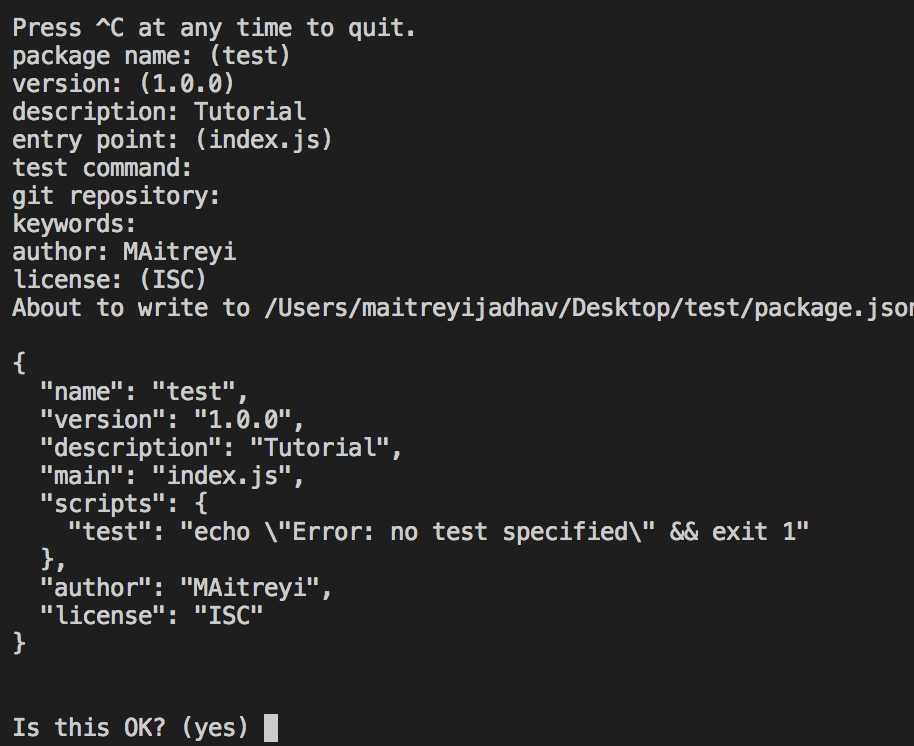 Press ^C at any time to quit.
package name: (test)
version: (1.0.0)
description: Tutorial
entry point: (index.js)
test command:
git repository:
keywords:
author: MAitreyi
license: (ISC)
About to write to /Users/maitreyijadhav/Desktop/test/package.json
{
  "name": "test",
  "version": "1.0.0",
  "description": "Tutorial",
  "main": "index.js",
  "scripts": {
    "test": "echo \"Error: no test specified\" && exit 1"
  },
  "author": "MAitreyi",
  "license": "ISC"
}
Is this OK? (yes)